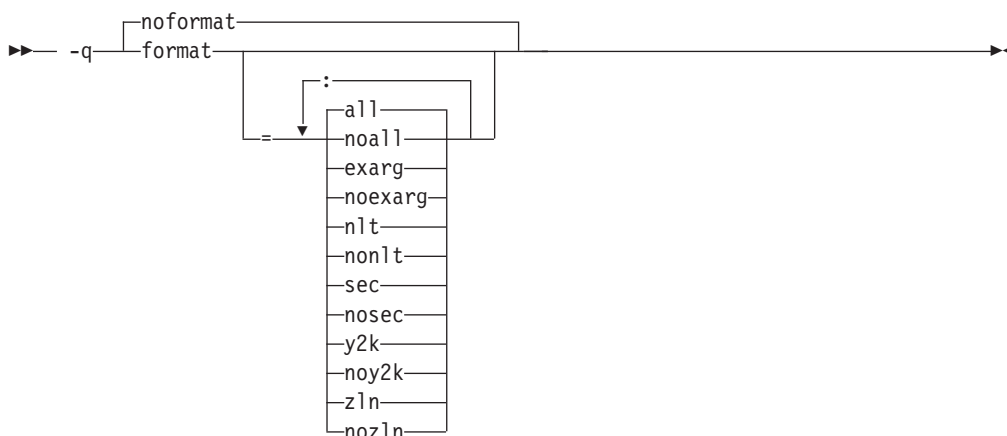 noformat
-q format
:
all
= noall
exarg
noexarg
nlt
nonlt
sec
nosec
y2k
noy2k
zln
nozln